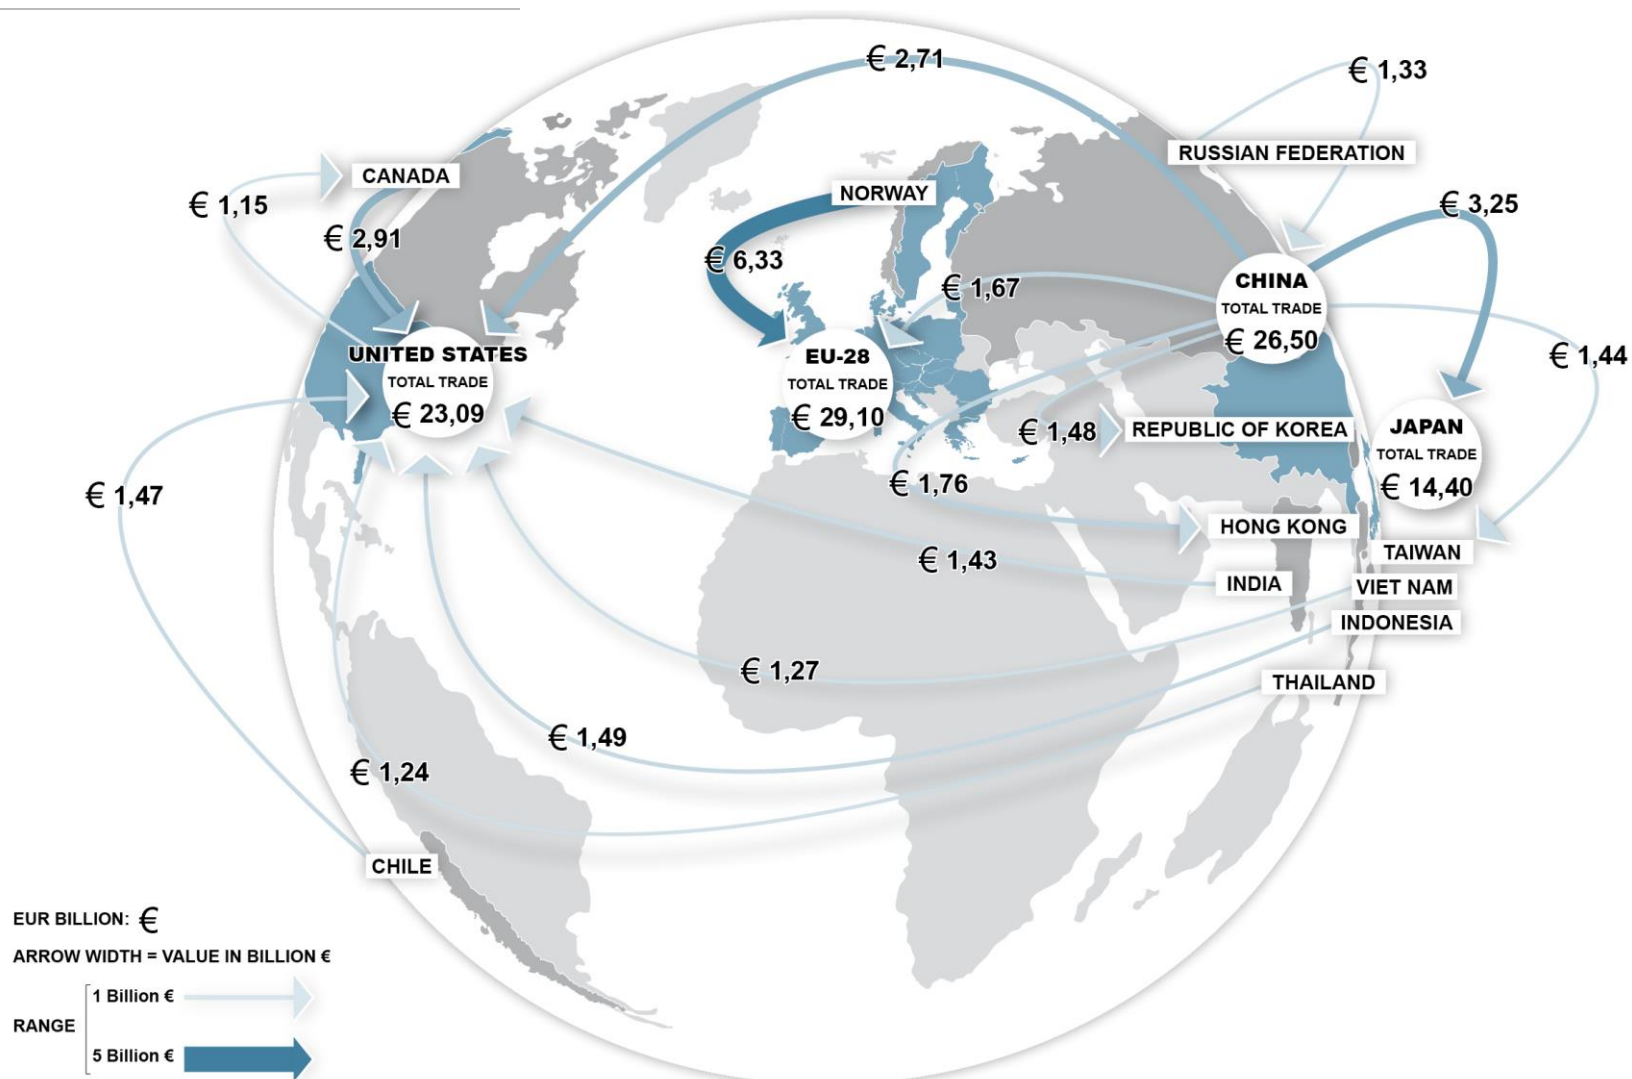 € 2,71
€ 1,33
RUSSIAN FEDERATION
CANADA
NORWAY
€ 1,15
€ 3,25
€ 2,91
€ 6,33
€ 1,67
CHINA
TOTAL TRADE
€ 26,50
UNITED STATES
TOTAL TRADE
€ 23,09
EU-28
TOTAL TRADE
€ 29,10
€ 1,44
€ 1,48
REPUBLIC OF KOREA
JAPAN
TOTAL TRADE
€ 14,40
€ 1,47
€ 1,76
HONG KONG
TAIWAN
€ 1,43
INDIA
VIET NAM
INDONESIA
€ 1,27
THAILAND
€ 1,49
€ 1,24
CHILE
EUR BILLION: €
ARROW WIDTH = VALUE IN BILLION €
1 Billion €
RANGE
5 Billion €